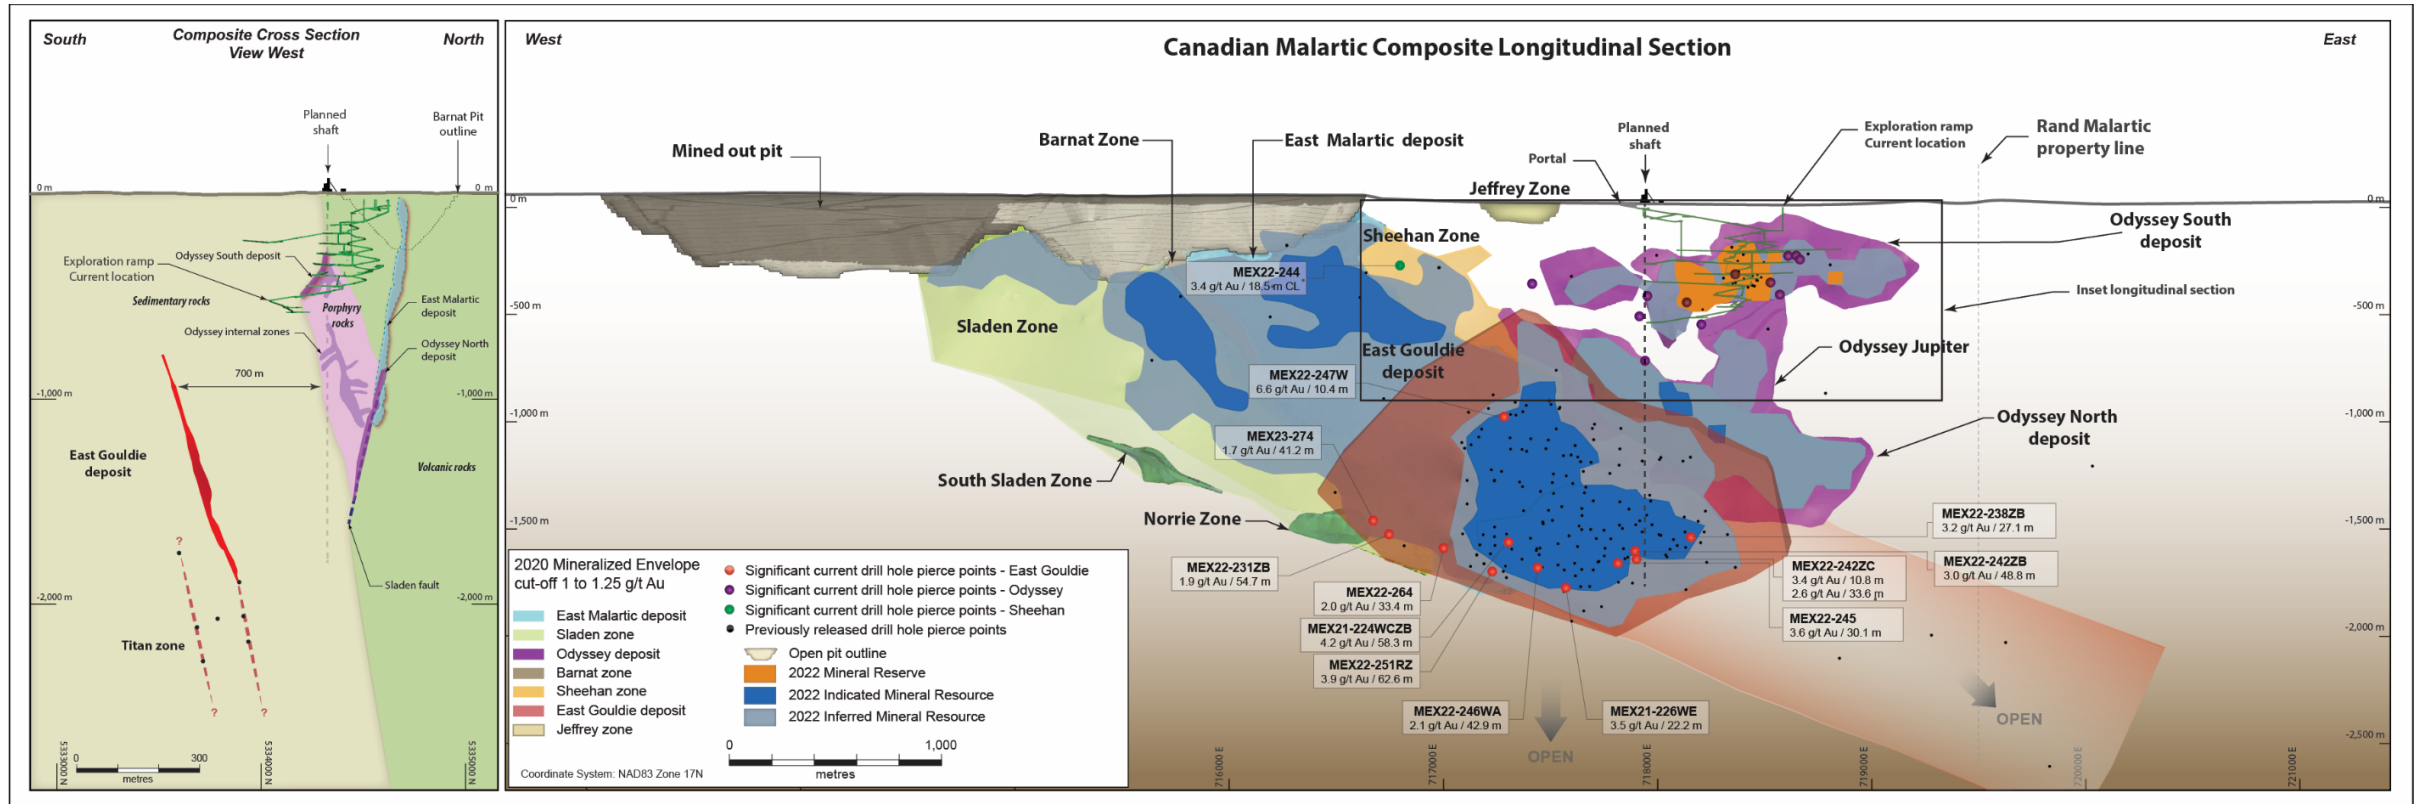 South
Composite Cross Section
View West
North
Planned
shaft
Barnat Pit
outline
0 m
0 m
Odyssey South deposit
Exploration ramp
Current location
Sedimentary rocks
Porphyry
rocks
East Malartic
deposit
Odyssey internal zones
Odyssey North
deposit
700 m
-1,000 m
-1,000 m
East Gouldie
deposit
Volcanic rocks
?
Sladen fault
-2,000 m
-2,000 m
Titan zone
?
?
0
300
metres
533000 N
534000 N
535000 N
West
Canadian Malartic Composite Longitudinal Section
East
Mined out pit
Barnat Zone
East Malartic deposit
Portal
Planned
shaft
Exploration ramp
Current location
Rand Malartic
property line
Jeffrey Zone
0 m
0 m
Sheehan Zone
Odyssey South
deposit
MEX22-244
3.4 g/t Au / 18.5 m CL*
Inset longitudinal section
-500 m
-500 m
Sladen Zone
East Gouldie
deposit
Odyssey Jupiter
MEX22-247W
6.6 g/t Au / 10.4 m
-1,000 m
-1,000 m
Odyssey North
deposit
MEX23-274
1.7 g/t Au / 41.2 m
South Sladen Zone
Norrie Zone
-1,500 m
-1,500 m
MEX22-238ZB
3.2 g/t Au / 27.1 m
MEX22-231ZB
1.9 g/t Au / 54.7 m
MEX22-242ZC
3.4 g/t Au / 10.8 m
2.6 g/t Au / 33.6 m
MEX22-242ZB
3.0 g/t Au / 48.8 m
MEX22-264
2.0 g/t Au / 33.4 m
MEX22-245
3.6 g/t Au / 30.1 m
MEX21-224WCZB
4.2 g/t Au / 58.3 m
-2,000 m
MEX22-251RZ
3.9 g/t Au / 62.6 m
MEX22-246WA
2.1 g/t Au / 42.9 m
MEX21-226WE
3.5 g/t Au / 22.2 m
OPEN
OPEN
-2,500 m
716000 E
717000 E
718000 E
719000 E
720000 E
721000 E
2020 Mineralized Envelope
cut-off 1 to 1.25 g/t Au
East Malartic deposit
Sladen zone
Odyssey deposit
Barnat zone
Sheehan zone
East Gouldie deposit
Jeffrey zone
Significant current drill hole pierce points - East Gouldie
Significant current drill hole pierce points - Odyssey
Significant current drill hole pierce points - Sheehan
Previously released drill hole pierce points
Open pit outline
2022 Mineral Reserve
2022 Indicated Mineral Resource
2022 Inferred Mineral Resource
0
1,000
metres
Coordinate System: NAD83 Zone 17N